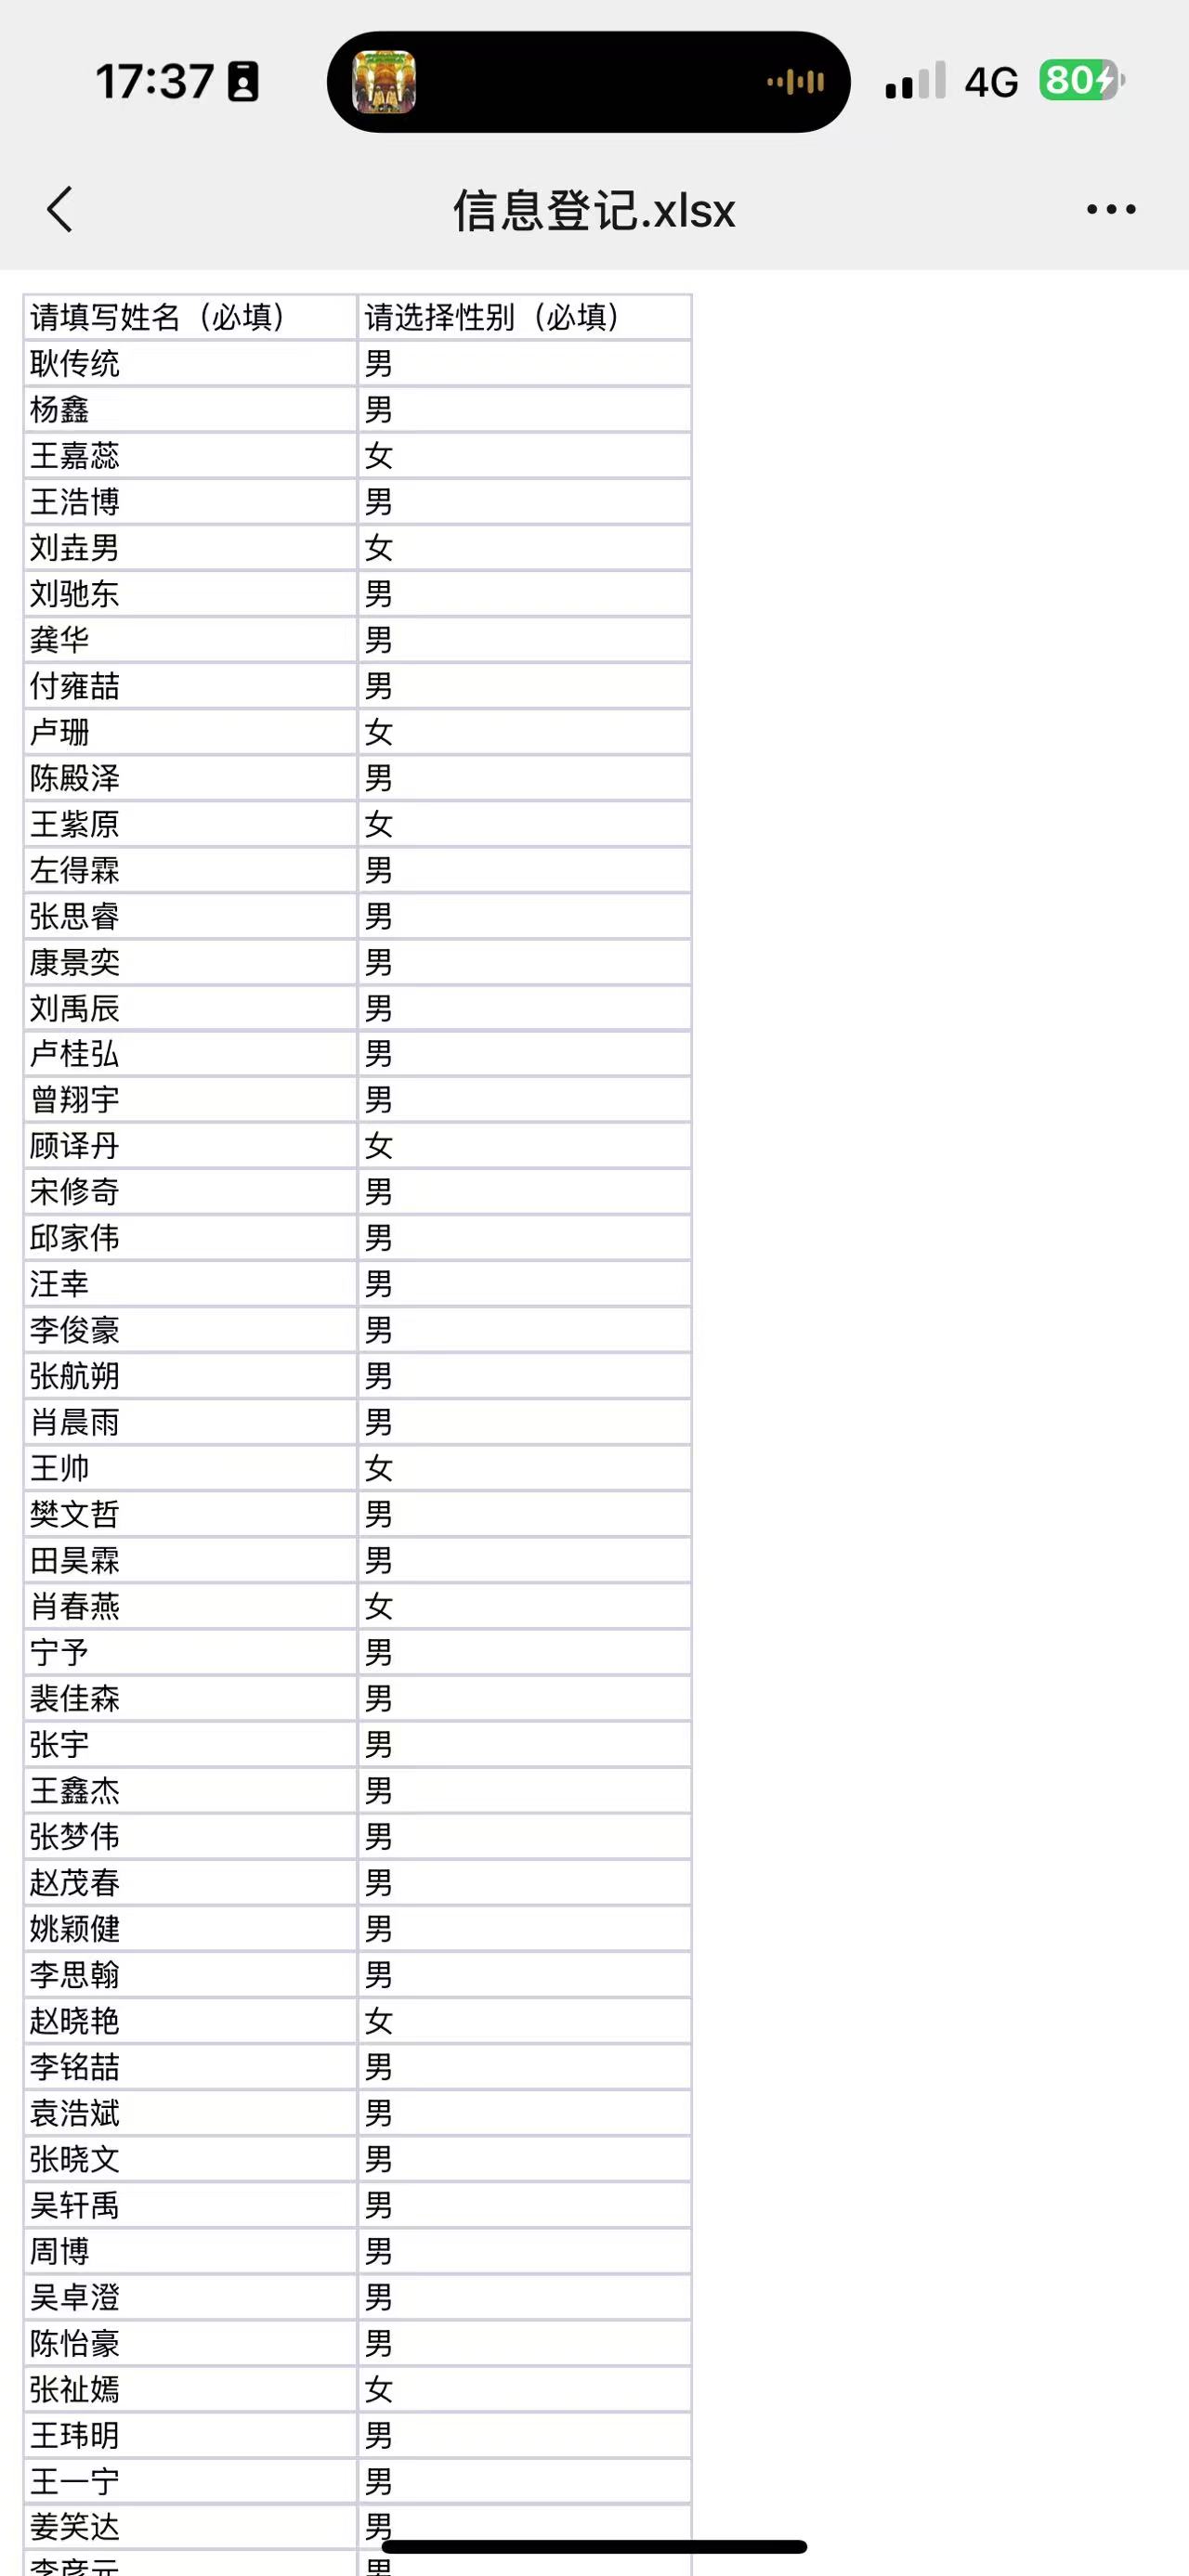 17:37
4G
80
信息登记.xlsx
请填写姓名（必填） 请选择性别（必填）
耿传统 男
杨鑫 男
王嘉蕊 女
王浩博 男
刘垚男 女
刘驰东 男
龚华 男
付雍喆 男
卢珊 女
陈殿泽 男
王紫原 女
左得霖 男
张思睿 男
康景奕 男
刘禹辰 男
卢桂弘 男
曾翔宇 男
顾译丹 女
宋修奇 男
邱家伟 男
汪幸 男
李俊豪 男
张航朔 男
肖晨雨 男
王帅 女
樊文哲 男
田昊霖 男
肖春燕 女
宁予 男
裴佳森 男
张宇 男
王鑫杰 男
张梦伟 男
赵茂春 男
姚颖健 男
李思翰 男
赵晓艳 女
李铭喆 男
袁浩斌 男
张晓文 男
吴轩禹 男
周博 男
吴卓澄 男
陈怡豪 男
张祉嫣 女
王玮明 男
王一宁 男
姜笑达 男
李彦元 男